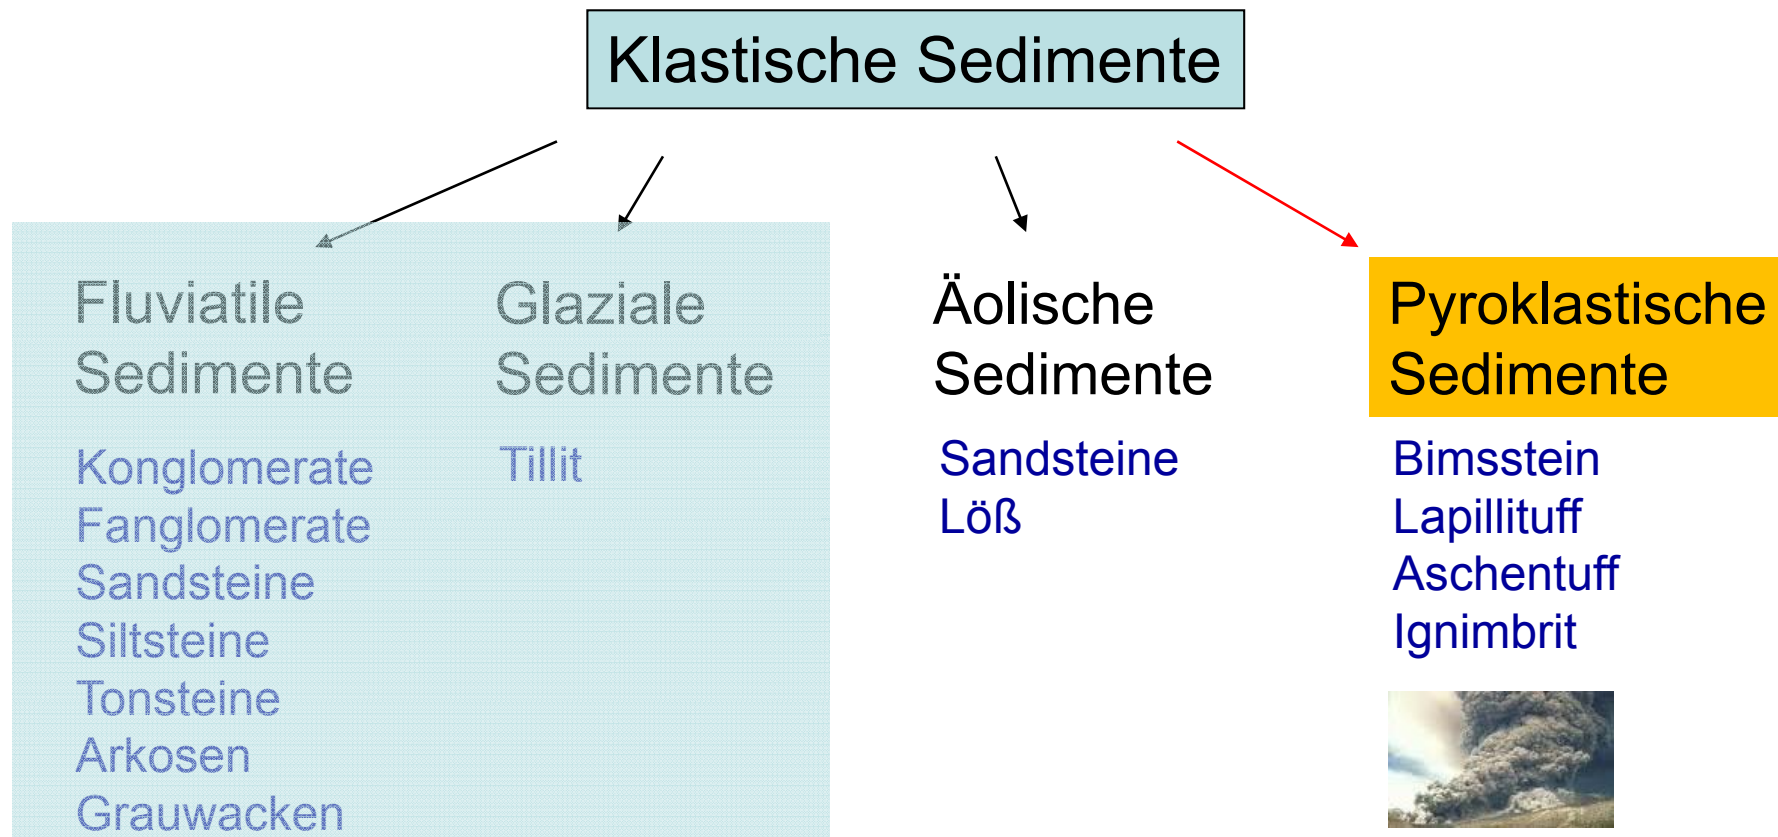 Klastische Sedimente
Fluviatile
Sedimente
Konglomerate
Fanglomerate
Sandsteine
Siltsteine
Tonsteine
Arkosen
Grauwacken
Glaziale
Sedimente
Tillit
Äolische
Sedimente
Sandsteine
Löß
Pyroklastische
Sedimente
Bimsstein
Lapillituff
Aschentuff
Ignimbrit